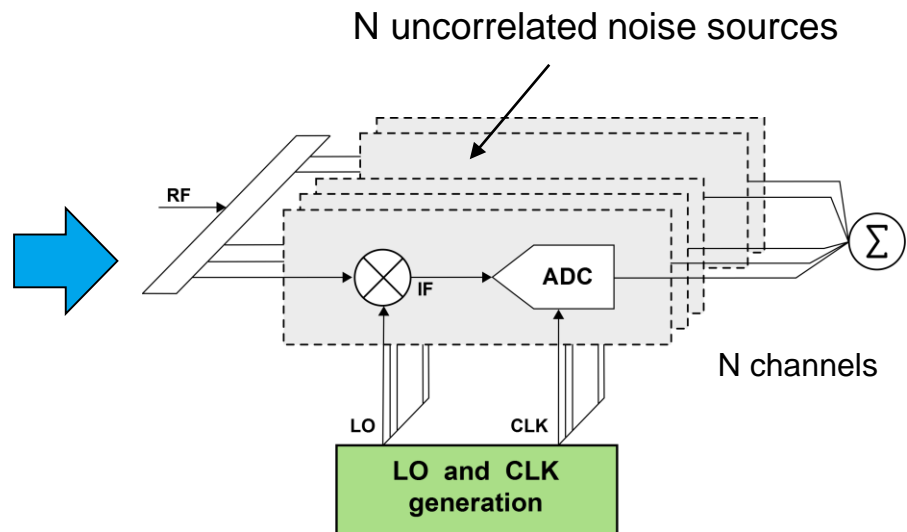 N uncorrelated noise sources
RF
IF
ADC
Σ
N channels
LO
CLK
LO and CLK
generation